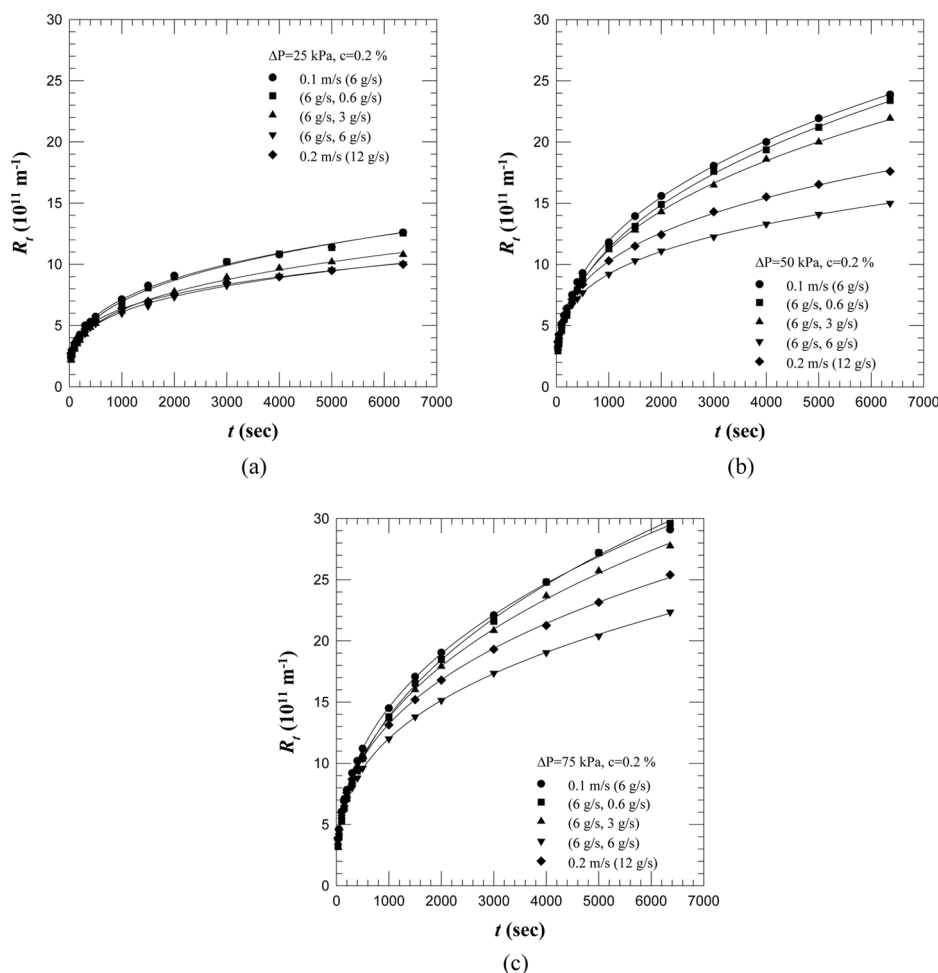 30
25
20
15
10
5
0
R_t (10^11 m^-1)
ΔP=25 kPa, c=0.2 %
0.1 m/s (6 g/s)
(6 g/s, 0.6 g/s)
(6 g/s, 3 g/s)
(6 g/s, 6 g/s)
0.2 m/s (12 g/s)
0 1000 2000 3000 4000 5000 6000 7000
t (sec)
(a)
30
25
20
15
10
5
0
R_t (10^11 m^-1)
ΔP=50 kPa, c=0.2 %
0.1 m/s (6 g/s)
(6 g/s, 0.6 g/s)
(6 g/s, 3 g/s)
(6 g/s, 6 g/s)
0.2 m/s (12 g/s)
0 1000 2000 3000 4000 5000 6000 7000
t (sec)
(b)
30
25
20
15
10
5
0
R_t (10^11 m^-1)
ΔP=75 kPa, c=0.2 %
0.1 m/s (6 g/s)
(6 g/s, 0.6 g/s)
(6 g/s, 3 g/s)
(6 g/s, 6 g/s)
0.2 m/s (12 g/s)
0 1000 2000 3000 4000 5000 6000 7000
t (sec)
(c)